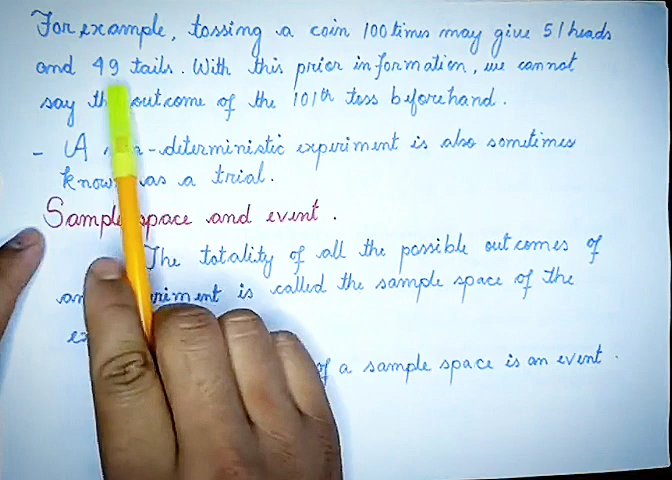 For example, tossing a coin 100 times may give 51 heads
and 49 tails. With this prior information, we cannot
say outcome of the 101th toss beforehand.
- A -deterministic experiment is also sometimes
as a trial.
Sample space and event.
The totality of all the possible outcomes of
is called the sample space of the
of a sample space is an event.